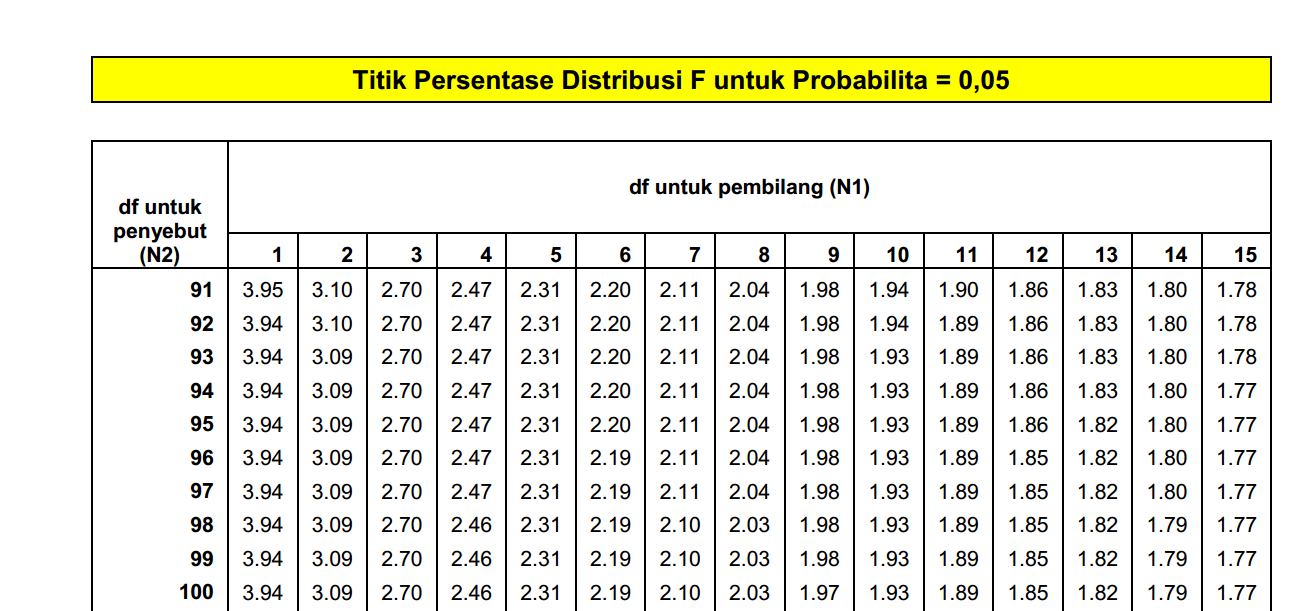 Titik Persentase Distribusi F untuk Probabilita = 0,05
df untuk penyebut (N2)
df untuk pembilang (N1)
1 2 3 4 5 6 7 8 9 10 11 12 13 14 15
91 3.95 3.10 2.70 2.47 2.31 2.20 2.11 2.04 1.98 1.94 1.90 1.86 1.83 1.80 1.78
92 3.94 3.10 2.70 2.47 2.31 2.20 2.11 2.04 1.98 1.94 1.89 1.86 1.83 1.80 1.78
93 3.94 3.09 2.70 2.47 2.31 2.20 2.11 2.04 1.98 1.93 1.89 1.86 1.83 1.80 1.78
94 3.94 3.09 2.70 2.47 2.31 2.20 2.11 2.04 1.98 1.93 1.89 1.86 1.83 1.80 1.77
95 3.94 3.09 2.70 2.47 2.31 2.20 2.11 2.04 1.98 1.93 1.89 1.86 1.82 1.80 1.77
96 3.94 3.09 2.70 2.47 2.31 2.19 2.11 2.04 1.98 1.93 1.89 1.85 1.82 1.80 1.77
97 3.94 3.09 2.70 2.47 2.31 2.19 2.11 2.04 1.98 1.93 1.89 1.85 1.82 1.80 1.77
98 3.94 3.09 2.70 2.46 2.31 2.19 2.10 2.03 1.98 1.93 1.89 1.85 1.82 1.79 1.77
99 3.94 3.09 2.70 2.46 2.31 2.19 2.10 2.03 1.98 1.93 1.89 1.85 1.82 1.79 1.77
100 3.94 3.09 2.70 2.46 2.31 2.19 2.10 2.03 1.97 1.93 1.89 1.85 1.82 1.79 1.77